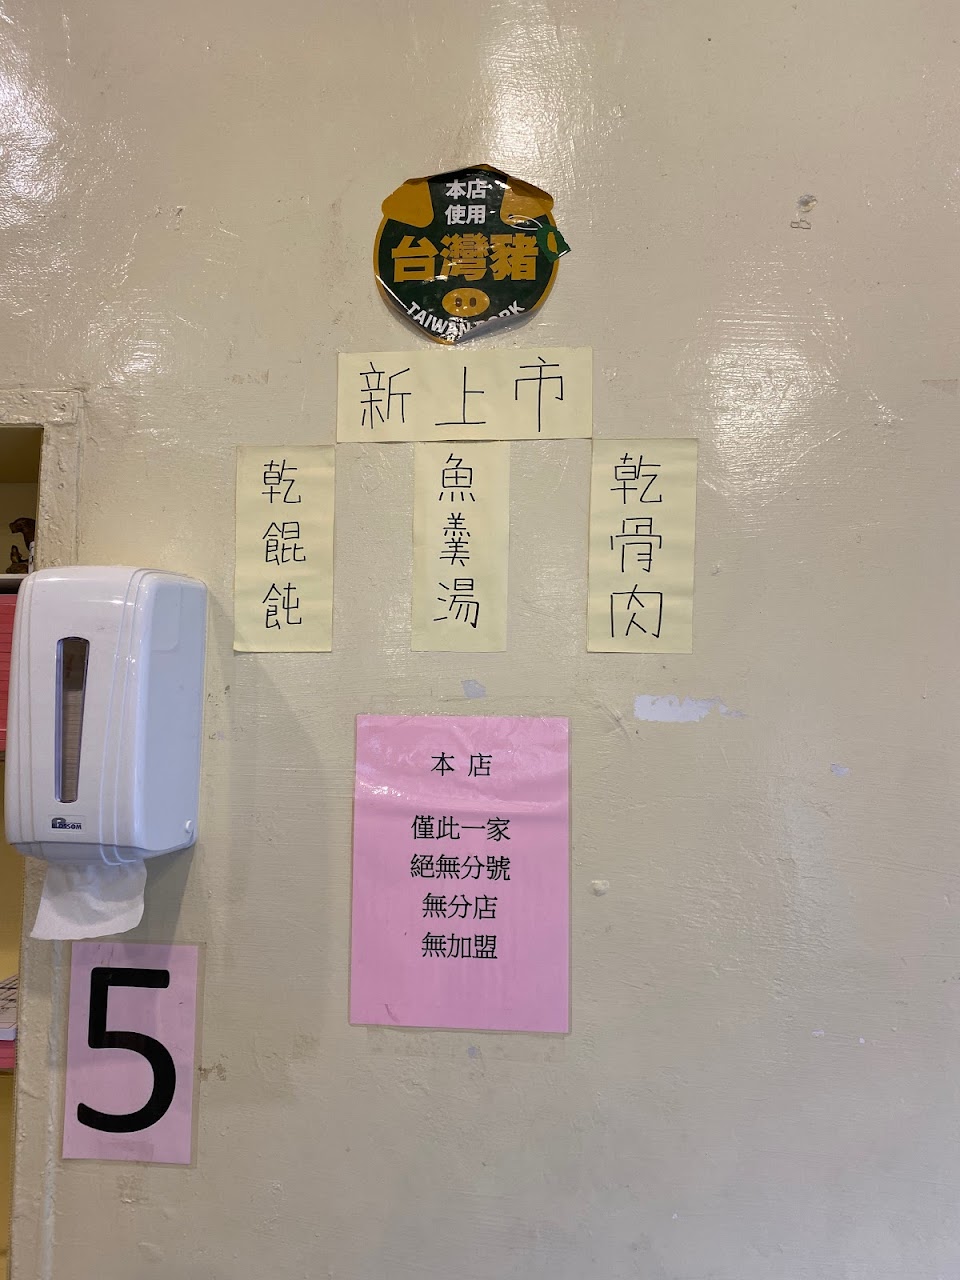 本店
使用
台灣豬
TAIWAN PORK
新上市
乾餛飩
魚羹湯
乾骨肉
本店
僅此一家
絕無分號
無分店
無加盟
BLOSSOM
5